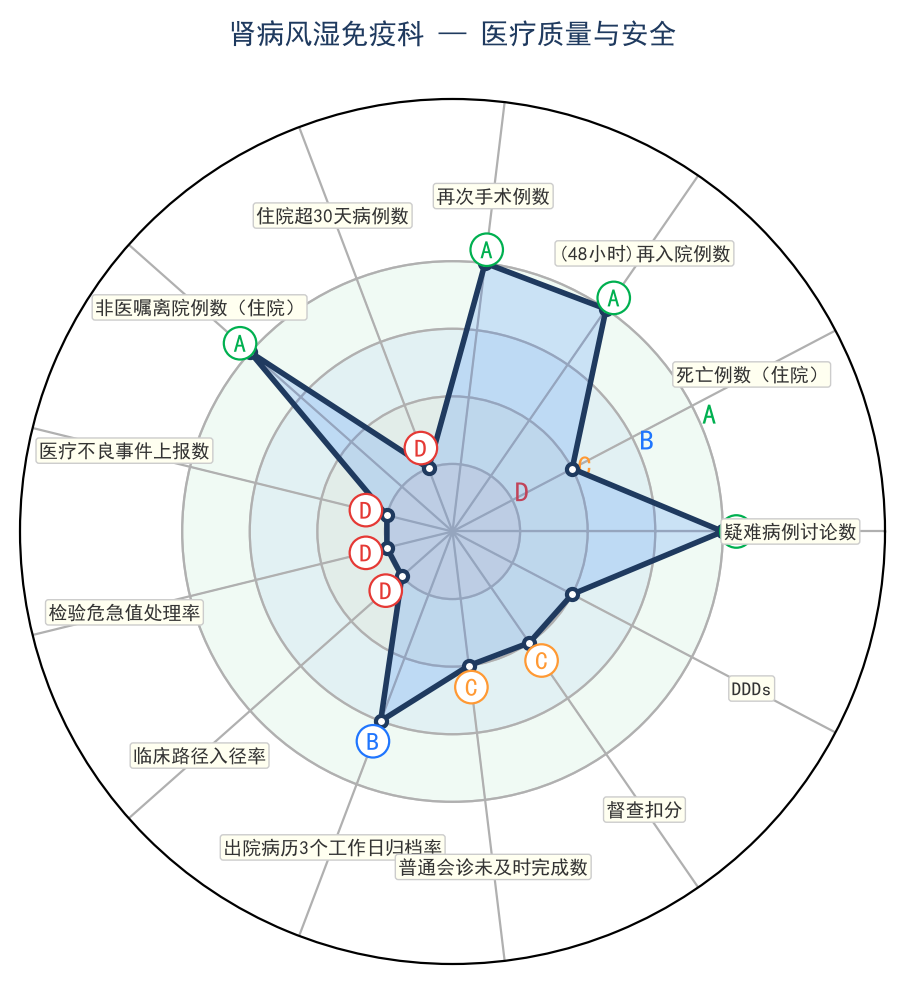 肾病风湿免疫科 — 医疗质量与安全
再次手术例数
住院超30天病例数
A
(48小时)再入院例数
A
非医嘱离院例数（住院）
A
死亡例数（住院）
A
B
D
C
医疗不良事件上报数
D
D
疑难病例讨论数
D
D
检验危急值处理率
C
C
DDDs
B
临床路径入径率
督查扣分
出院病历3个工作日归档率
普通会诊未及时完成数